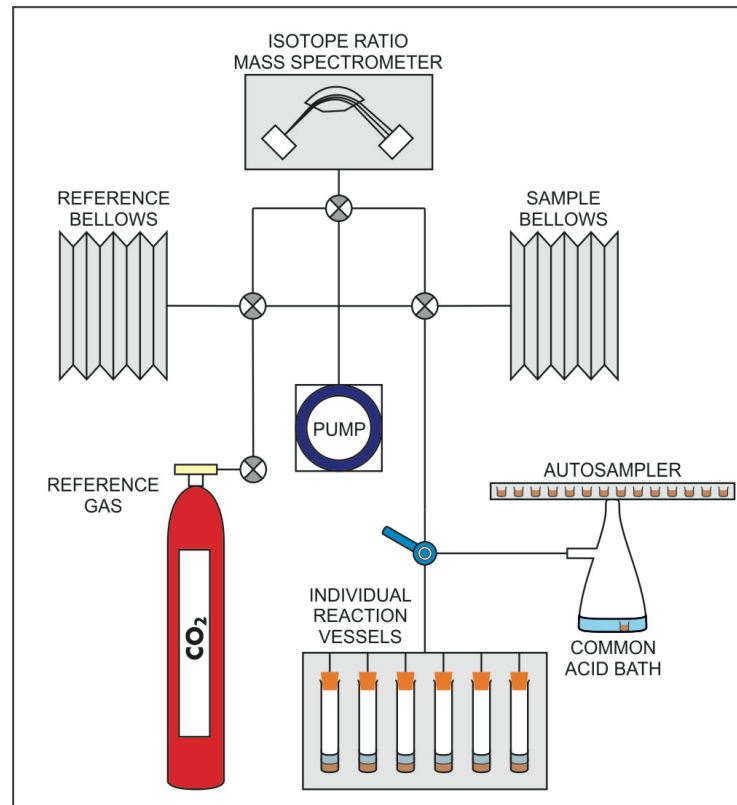 ISOTOPE RATIO
MASS SPECTROMETER
REFERENCE
BELLOWS
SAMPLE
BELLOWS
PUMP
REFERENCE
GAS
CO₂
AUTOSAMPLER
INDIVIDUAL
REACTION
VESSELS
COMMON
ACID BATH